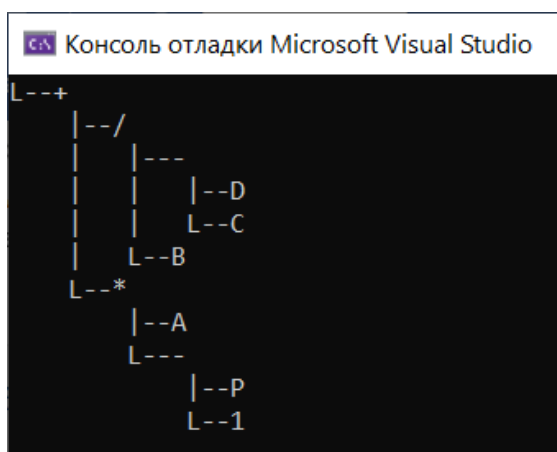 Консоль отладки Microsoft Visual Studio
L--+
    |--/
    |   |---
    |   |   |--D
    |   |   L--C
    |   L--B
    L--*
        |--A
        L---
            |--P
            L--1